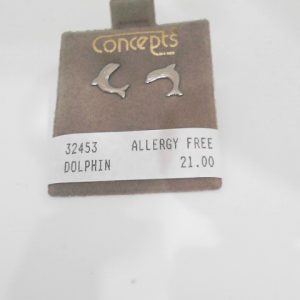 Concepts
32453 ALLERGY FREE
DOLPHIN 21.00